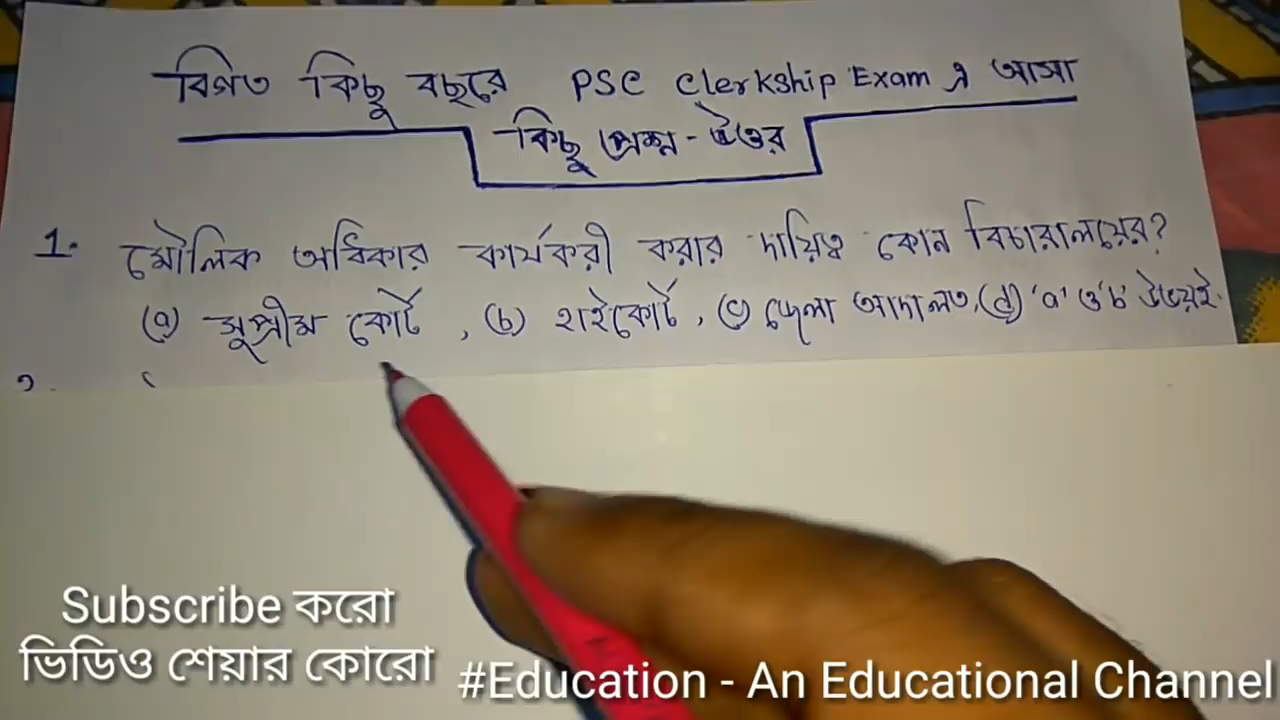 বিগত কিছু বছরে PSC Clerkship Exam এ আসা
কিছু প্রশ্ন - উত্তর
1. মৌলিক অধিকার কার্যকরী করার দায়িত্ব কোন বিচারালয়ের?
(a) সুপ্রীম কোর্ট, (b) হাইকোর্ট, (c) জেলা আদালত, (d) 'a' ও 'b' উভয়ই.
Subscribe করো
ভিডিও শেয়ার কোরো
#Education - An Educational Channel